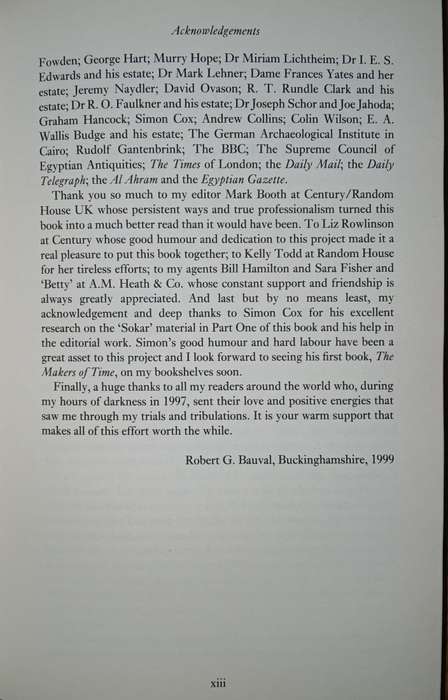 Acknowledgements
Fowden; George Hart; Murry Hope; Dr Miriam Lichtheim; Dr I. E. S.
Edwards and his estate; Dr Mark Lehner; Dame Frances Yates and her
estate; Jeremy Naydler; David Ovason; R. T. Rundle Clark and his
estate; Dr R. O. Faulkner and his estate; Dr Joseph Schor and Joe Jahoda;
Graham Hancock; Simon Cox; Andrew Collins; Colin Wilson; E. A.
Wallis Budge and his estate; The German Archaeological Institute in
Cairo; Rudolf Gantenbrink; The BBC; The Supreme Council of
Egyptian Antiquities; The Times of London; the Daily Mail; the Daily
Telegraph; the Al Ahram and the Egyptian Gazette.
Thank you so much to my editor Mark Booth at Century/Random
House UK whose persistent ways and true professionalism turned this
book into a much better read than it would have been. To Liz Rowlinson
at Century whose good humour and dedication to this project made it a
real pleasure to put this book together; to Kelly Todd at Random House
for her tireless efforts; to my agents Bill Hamilton and Sara Fisher and
‘Betty’ at A.M. Heath & Co. whose constant support and friendship is
always greatly appreciated. And last but by no means least, my
acknowledgement and deep thanks to Simon Cox for his excellent
research on the ‘Sokar’ material in Part One of this book and his help in
the editorial work. Simon’s good humour and hard labour have been a
great asset to this project and I look forward to seeing his first book, The
Makers of Time, on my bookshelves soon.
Finally, a huge thanks to all my readers around the world who, during
my hours of darkness in 1997, sent their love and positive energies that
saw me through my trials and tribulations. It is your warm support that
makes all of this effort worth the while.
Robert G. Bauval, Buckinghamshire, 1999
xiii